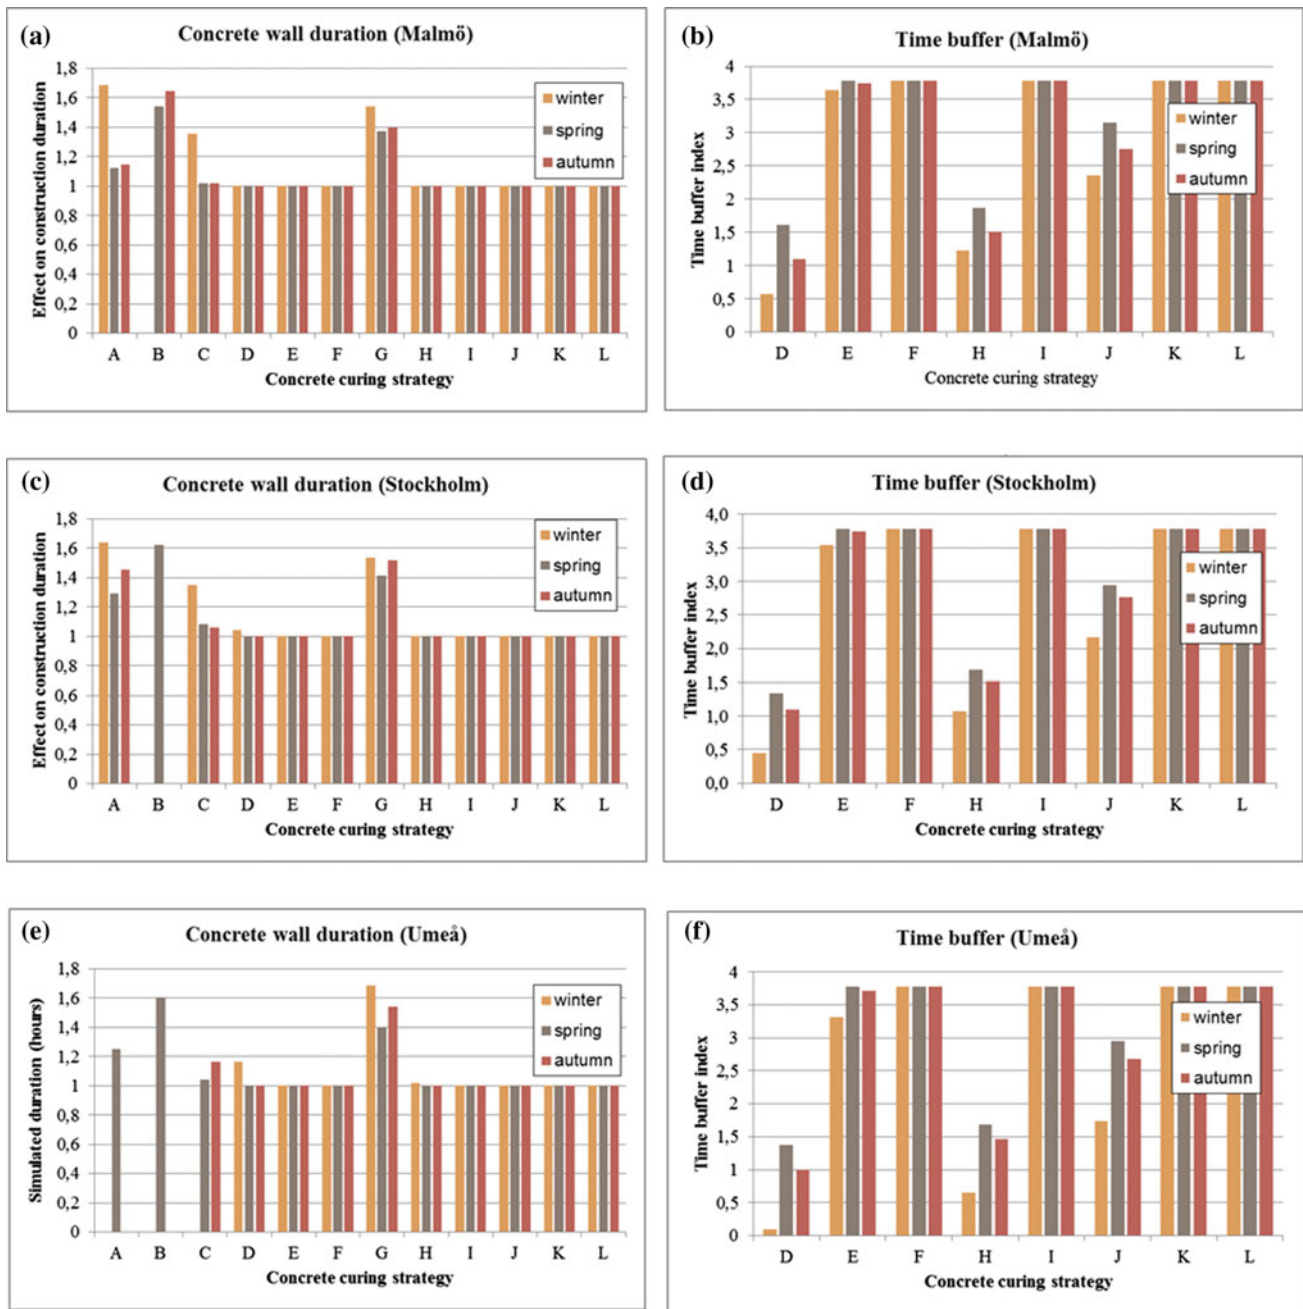 (a)
Concrete wall duration (Malmö)
Effect on construction duration
1,8
1,6
1,4
1,2
1
0,8
0,6
0,4
0,2
0
winter
spring
autumn
A B C D E F G H I J K L
Concrete curing strategy
(b)
Time buffer (Malmö)
Time buffer index
4
3,5
3
2,5
2
1,5
1
0,5
0
winter
spring
autumn
D E F H I J K L
Concrete curing strategy
(c)
Concrete wall duration (Stockholm)
Effect on construction duration
1,8
1,6
1,4
1,2
1
0,8
0,6
0,4
0,2
0
winter
spring
autumn
A B C D E F G H I J K L
Concrete curing strategy
(d)
Time buffer (Stockholm)
Time buffer index
4,0
3,5
3,0
2,5
2,0
1,5
1,0
0,5
0,0
winter
spring
autumn
D E F H I J K L
Concrete curing strategy
(e)
Concrete wall duration (Umeå)
Simulated duration (hours)
1,8
1,6
1,4
1,2
1
0,8
0,6
0,4
0,2
0
winter
spring
autumn
A B C D E F G H I J K L
Concrete curing strategy
(f)
Time buffer (Umeå)
Time buffer index
4
3,5
3
2,5
2
1,5
1
0,5
0
winter
spring
autumn
D E F H I J K L
Concrete curing strategy